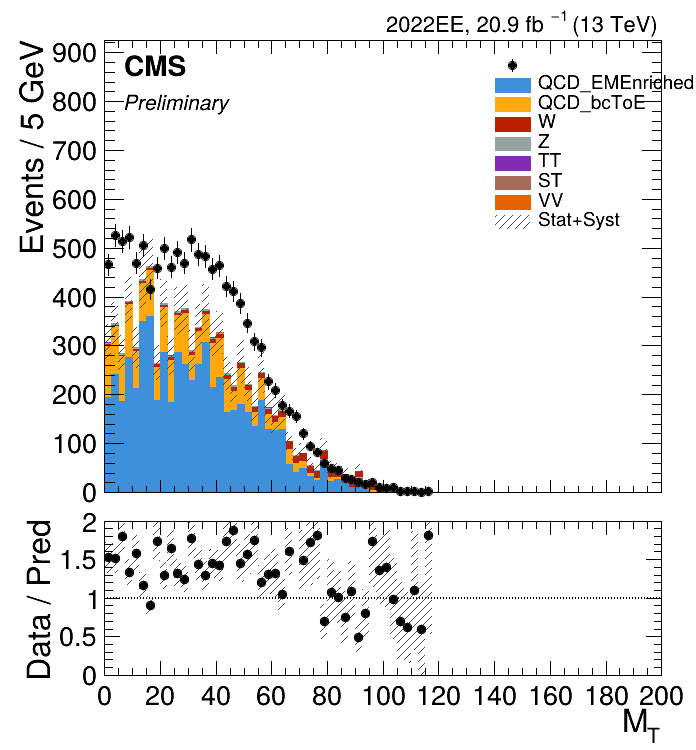 2022EE, 20.9 fb⁻¹ (13 TeV)
CMS
Preliminary
QCD_EMEnriched
QCD_bcToE
W
Z
TT
ST
VV
Stat+Syst
Events / 5 GeV
900
800
700
600
500
400
300
200
100
0
Data / Pred
2
1.5
1
0.5
0
0 20 40 60 80 100 120 140 160 180 200
M_T